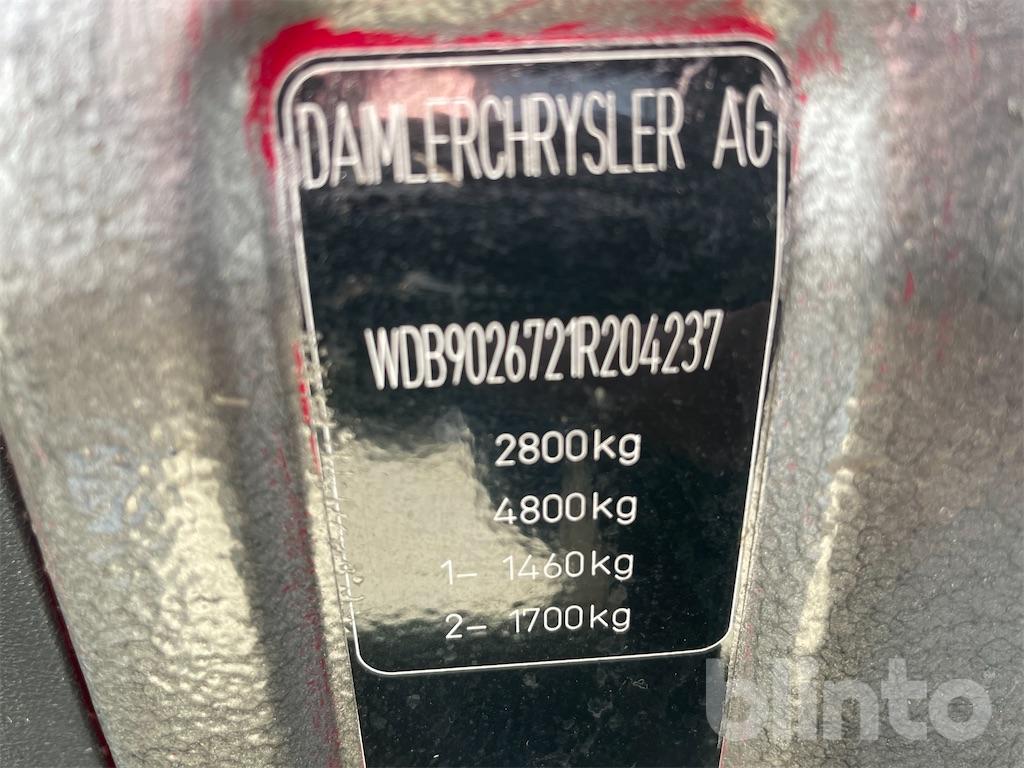 DAIMLERCHRYSLER AG
WDB9026721R204237
2800kg
4800kg
1– 1460kg
2– 1700kg
blinto